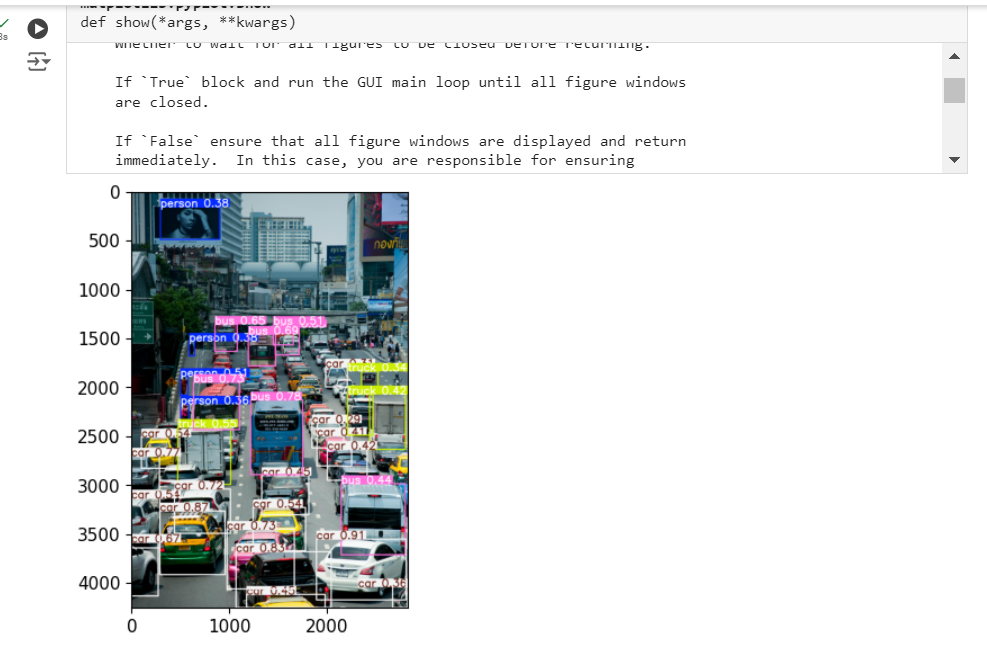 def show(*args, **kwargs)
Whether to wait for all figures to be closed before returning.
If `True` block and run the GUI main loop until all figure windows
are closed.
If `False` ensure that all figure windows are displayed and return
immediately.  In this case, you are responsible for ensuring
0
500
1000
1500
2000
2500
3000
3500
4000
person 0.38
bus 0.65
bus 0.51
bus 0.69
person 0.38
person 0.51
bus 0.73
truck 0.34
truck 0.42
person 0.36
bus 0.78
truck 0.55
car 0.54
car 0.29
car 0.41
car 0.42
car 0.77
car 0.45
bus 0.44
car 0.72
car 0.54
car 0.54
car 0.87
car 0.73
car 0.67
car 0.91
car 0.83
car 0.36
car 0.45
0
1000
2000